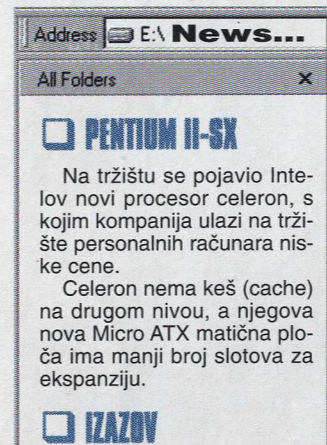 Address E:\ News...
All Folders x
PENTIUM II-SX
Na tržištu se pojavio Inte-
lov novi procesor celeron, s
kojim kompanija ulazi na trži-
šte personalnih računara nis-
ke cene.
Celeron nema keš (cache)
na drugom nivou, a njegova
nova Micro ATX matična plo-
ča ima manji broj slotova za
ekspanziju.
IZAZOV